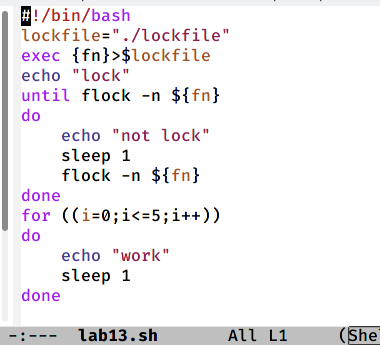 #!/bin/bash
lockfile="./lockfile"
exec {fn}>$lockfile
echo "lock"
until flock -n ${fn}
do
    echo "not lock"
    sleep 1
    flock -n ${fn}
done
for ((i=0;i<=5;i++))
do
    echo "work"
    sleep 1
done
-:---  lab13.sh       All L1     (She